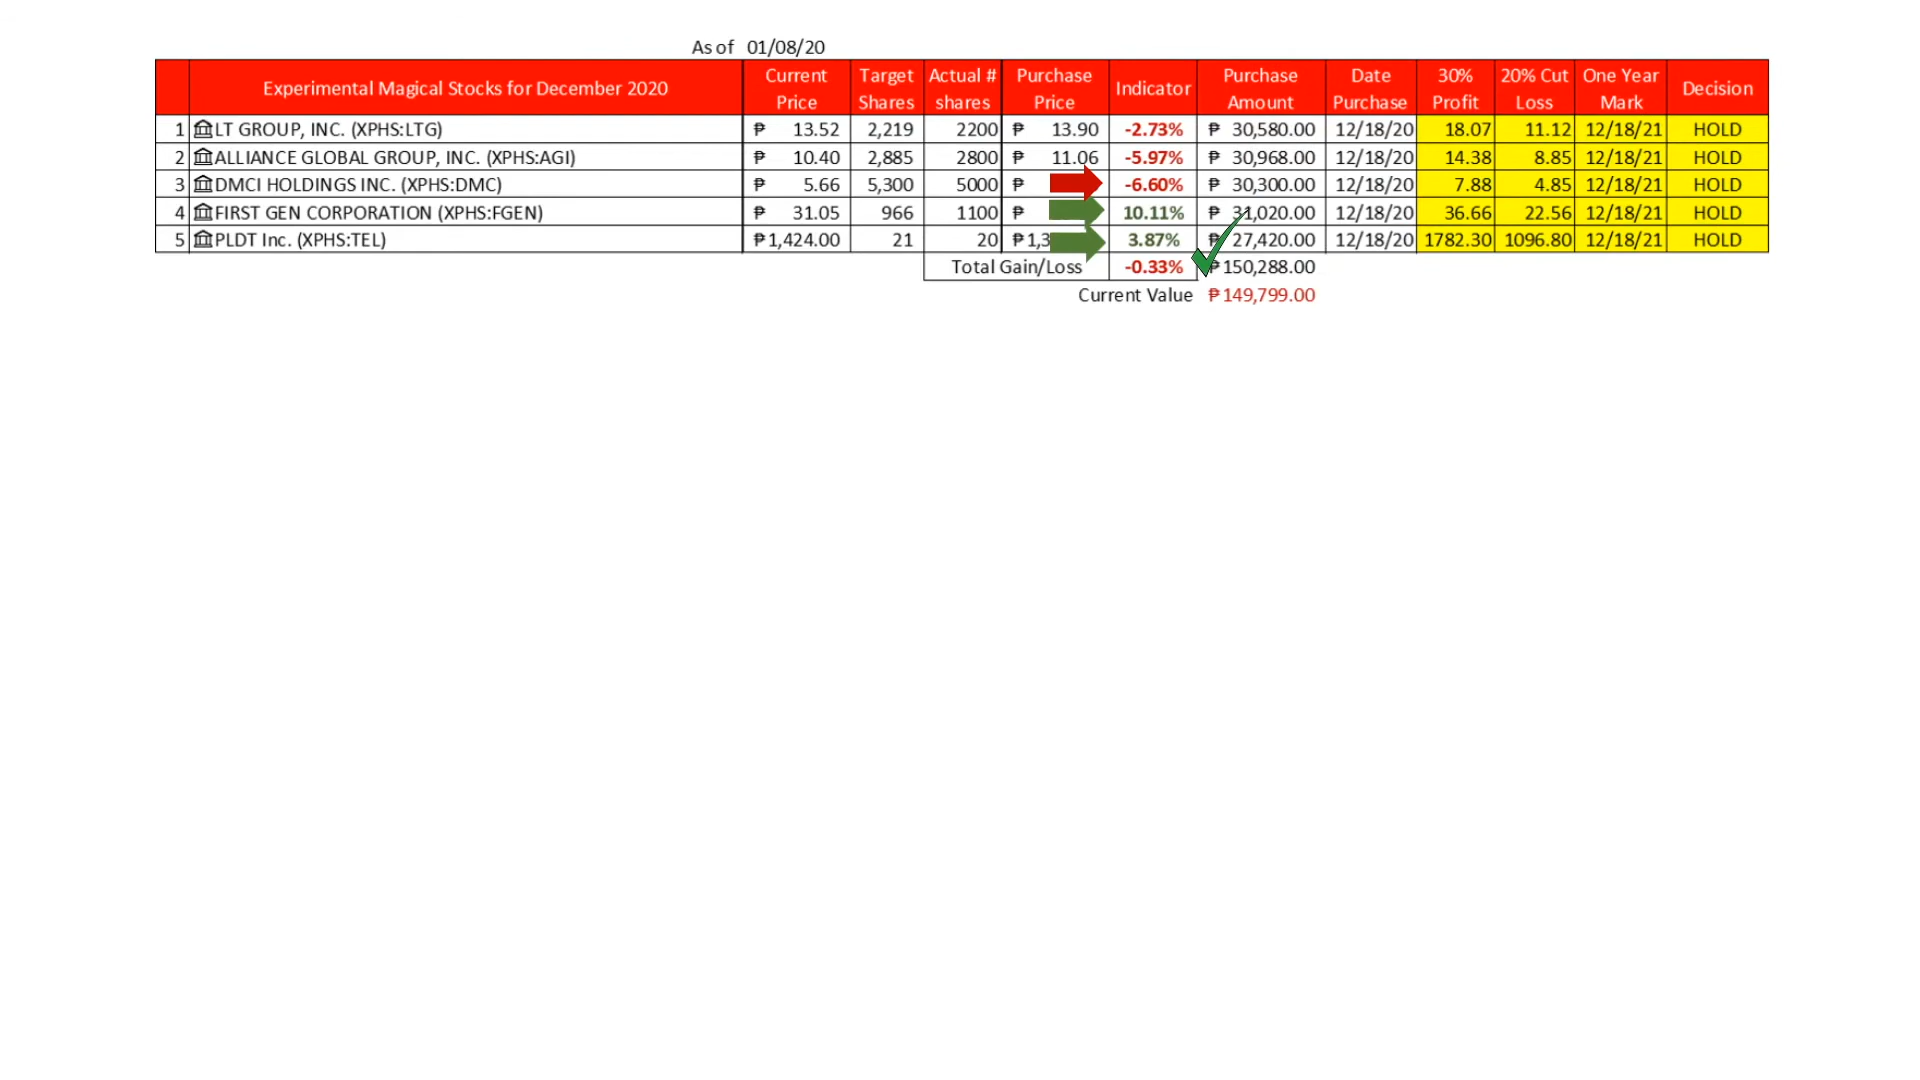 As of 01/08/20
Experimental Magical Stocks for December 2020 Current Price Target Shares Actual # shares Purchase Price Indicator Purchase Amount Date Purchase 30% Profit 20% Cut Loss One Year Mark Decision
1 LT GROUP, INC. (XPHS:LTG) ₱ 13.52 2,219 2200 ₱ 13.90 -2.73% ₱ 30,580.00 12/18/20 18.07 11.12 12/18/21 HOLD
2 ALLIANCE GLOBAL GROUP, INC. (XPHS:AGI) ₱ 10.40 2,885 2800 ₱ 11.06 -5.97% ₱ 30,968.00 12/18/20 14.38 8.85 12/18/21 HOLD
3 DMCI HOLDINGS INC. (XPHS:DMC) ₱ 5.66 5,300 5000 ₱ -6.60% ₱ 30,300.00 12/18/20 7.88 4.85 12/18/21 HOLD
4 FIRST GEN CORPORATION (XPHS:FGEN) ₱ 31.05 966 1100 ₱ 10.11% ₱ 31,020.00 12/18/20 36.66 22.56 12/18/21 HOLD
5 PLDT Inc. (XPHS:TEL) ₱1,424.00 21 20 ₱ 3.87% ₱ 27,420.00 12/18/20 1782.30 1096.80 12/18/21 HOLD
Total Gain/Loss -0.33% ₱150,288.00
Current Value ₱149,799.00